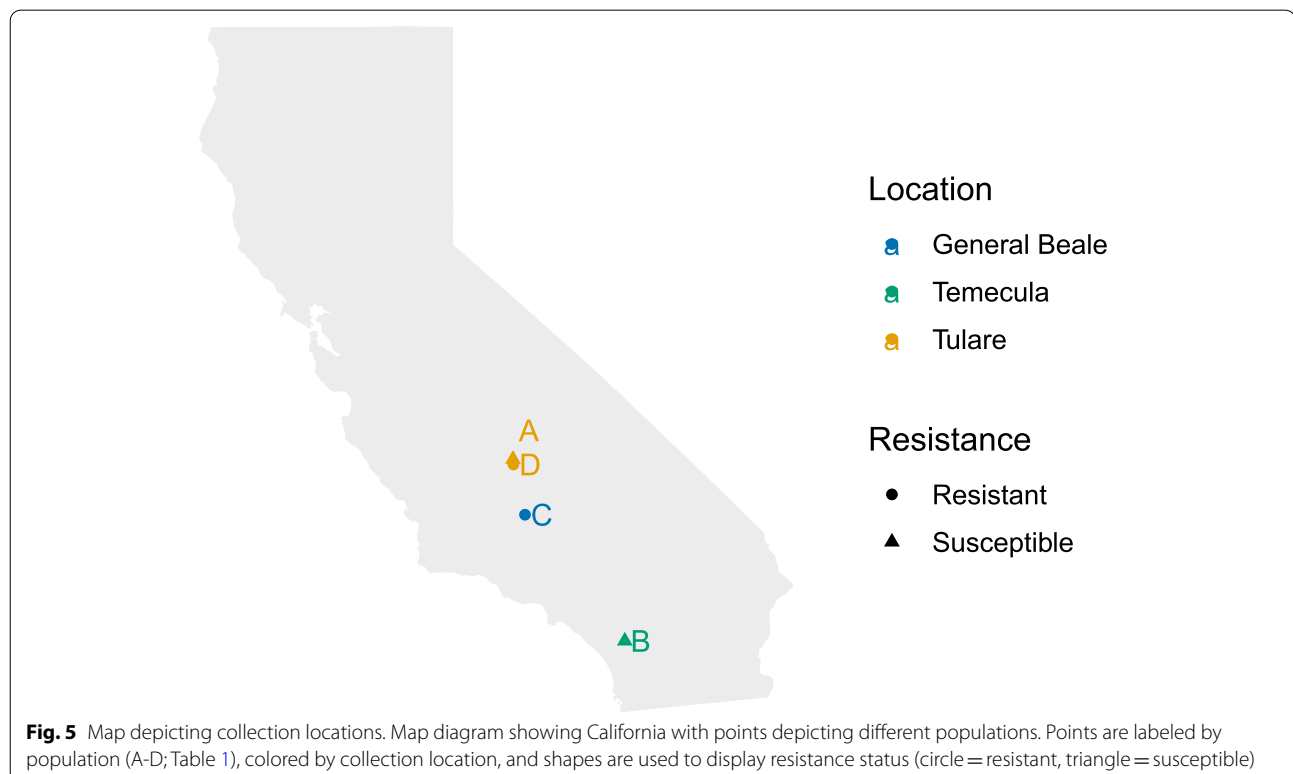 Location
a General Beale
a Temecula
a Tulare
Resistance
Resistant
Susceptible
A
D
C
B
Fig. 5 Map depicting collection locations. Map diagram showing California with points depicting different populations. Points are labeled by
population (A-D; Table 1), colored by collection location, and shapes are used to display resistance status (circle = resistant, triangle = susceptible)